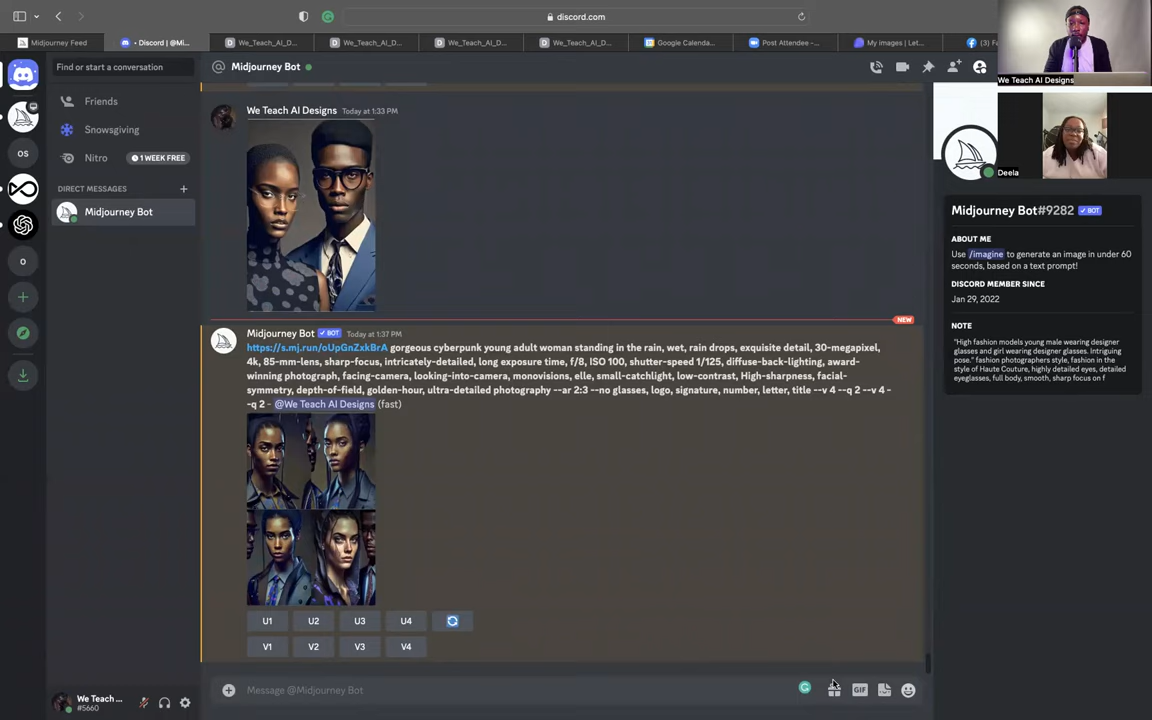 discord.com
Midjourney Feed
• Discord | @Mi...
We_Teach_AI_D...
We_Teach_AI_D...
We_Teach_AI_D...
We_Teach_AI_D...
Google Calenda...
Post Attendee -...
My images | Let...
(3) Fa
We Teach AI Designs
Find or start a conversation
Midjourney Bot
Friends
Snowsgiving
Nitro
1 WEEK FREE
DIRECT MESSAGES
Midjourney Bot
OS
O
We Teach AI Designs Today at 1:33 PM
NEW
Midjourney Bot BOT Today at 1:37 PM
https://s.mj.run/oUpGnZxkBrA gorgeous cyberpunk young adult woman standing in the rain, wet, rain drops, exquisite detail, 30-megapixel,
4k, 85-mm-lens, sharp-focus, intricately-detailed, long exposure time, f/8, ISO 100, shutter-speed 1/125, diffuse-back-lighting, award-
winning photograph, facing-camera, looking-into-camera, monovisions, elle, small-catchlight, low-contrast, High-sharpness, facial-
symmetry, depth-of-field, golden-hour, ultra-detailed photography --ar 2:3 --no glasses, logo, signature, number, letter, title --v 4 --q 2 --v 4 -
-q 2 - @We Teach AI Designs (fast)
U1 U2 U3 U4
V1 V2 V3 V4
Message @Midjourney Bot
GIF
We Teach ...
#5660
Deela
Midjourney Bot#9282 BOT
ABOUT ME
Use /imagine to generate an image in under 60
seconds, based on a text prompt!
DISCORD MEMBER SINCE
Jan 29, 2022
NOTE
"High fashion models young male wearing designer
glasses and girl wearing designer glasses. Intriguing
pose." fashion photographers style, fashion in the
style of Haute Couture, highly detailed eyes, detailed
eyeglasses, full body, smooth, sharp focus on f